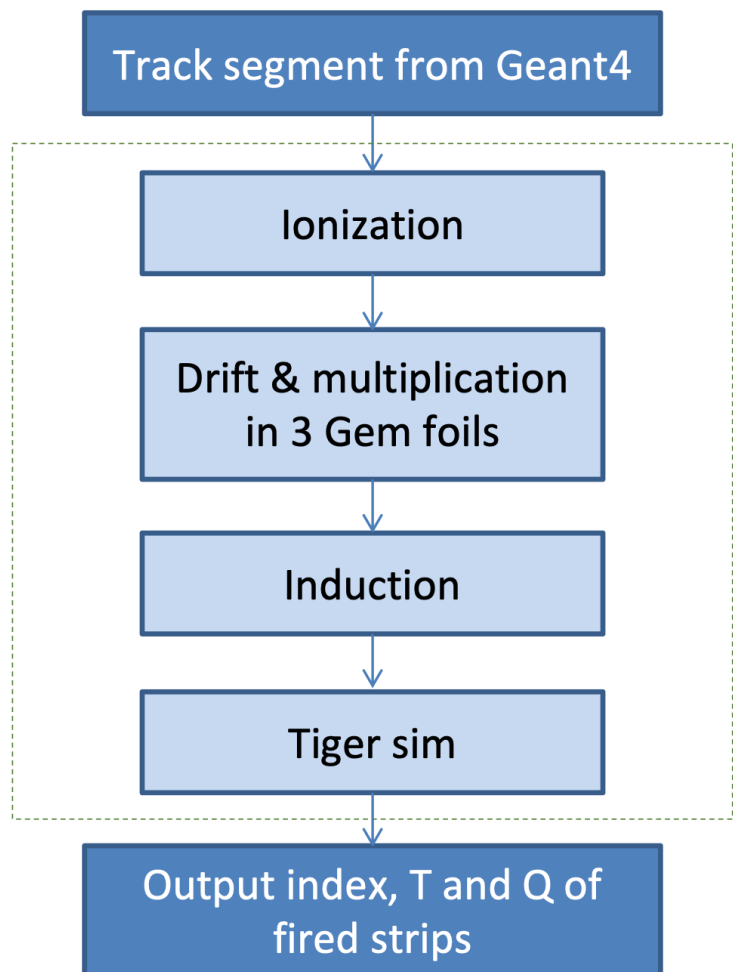 Track segment from Geant4
Ionization
Drift & multiplication
in 3 Gem foils
Induction
Tiger sim
Output index, T and Q of
fired strips